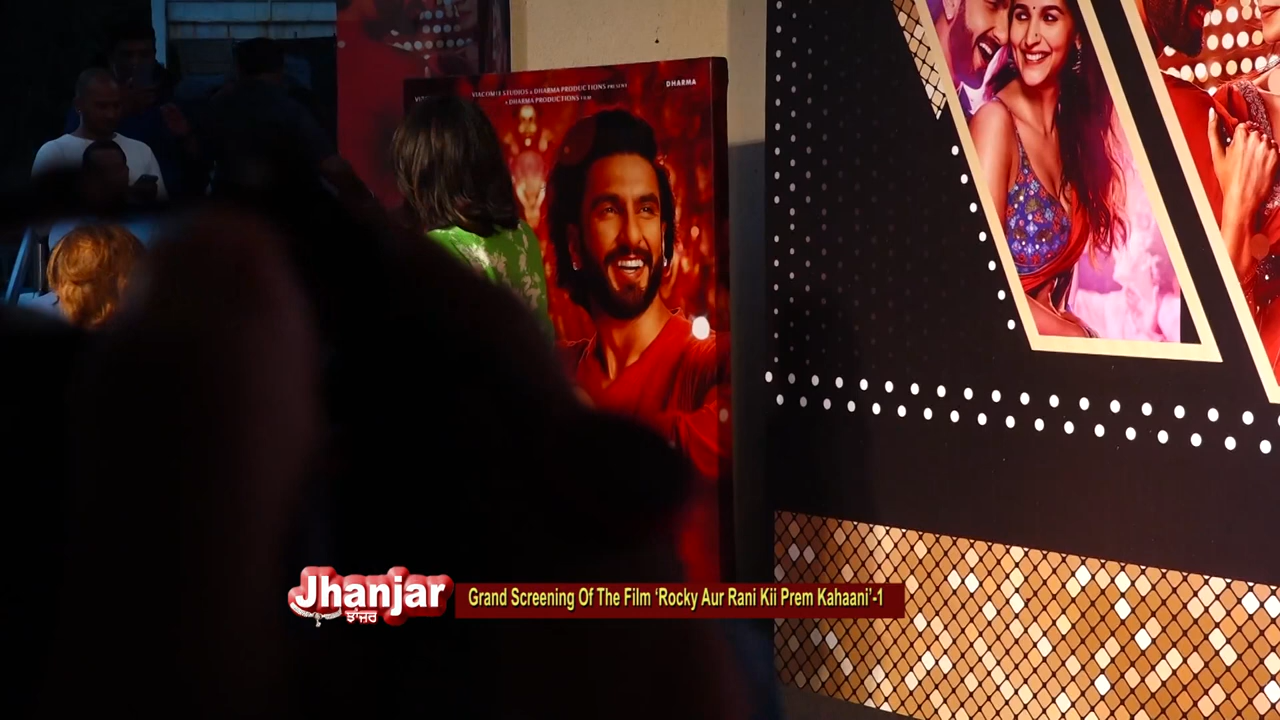 VIACOM18 STUDIOS & DHARMA PRODUCTIONS PRESENT
A DHARMA PRODUCTIONS FILM
DHARMA
Jhanjar
ਝਾਂਜਰ
Grand Screening Of The Film ‘Rocky Aur Rani Kii Prem Kahaani’-1